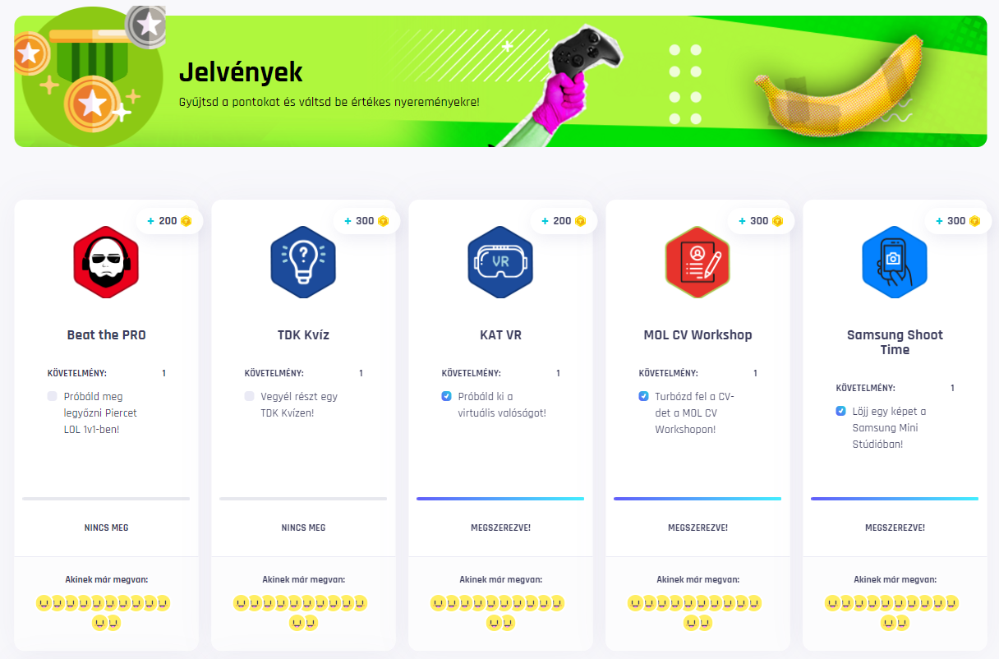 Jelvények
Gyűjtsd a pontokat és váltsd be értékes nyereményekre!
+ 200
Beat the PRO
KÖVETELMÉNY: 1
Próbáld meg
legyőzni Piercet
LOL 1v1-ben!
NINCS MEG
Akinek már megvan:
+ 300
?
TDK Kvíz
KÖVETELMÉNY: 1
Vegyél részt egy
TDK Kvízen!
NINCS MEG
Akinek már megvan:
+ 200
VR
KAT VR
KÖVETELMÉNY: 1
Próbáld ki a
virtuális valóságot!
MEGSZEREZVE!
Akinek már megvan:
+ 300
MOL CV Workshop
KÖVETELMÉNY: 1
Turbózd fel a CV-
det a MOL CV
Workshopon!
MEGSZEREZVE!
Akinek már megvan:
+ 300
Samsung Shoot
Time
KÖVETELMÉNY: 1
Lőjj egy képet a
Samsung Mini
Stúdióban!
MEGSZEREZVE!
Akinek már megvan: